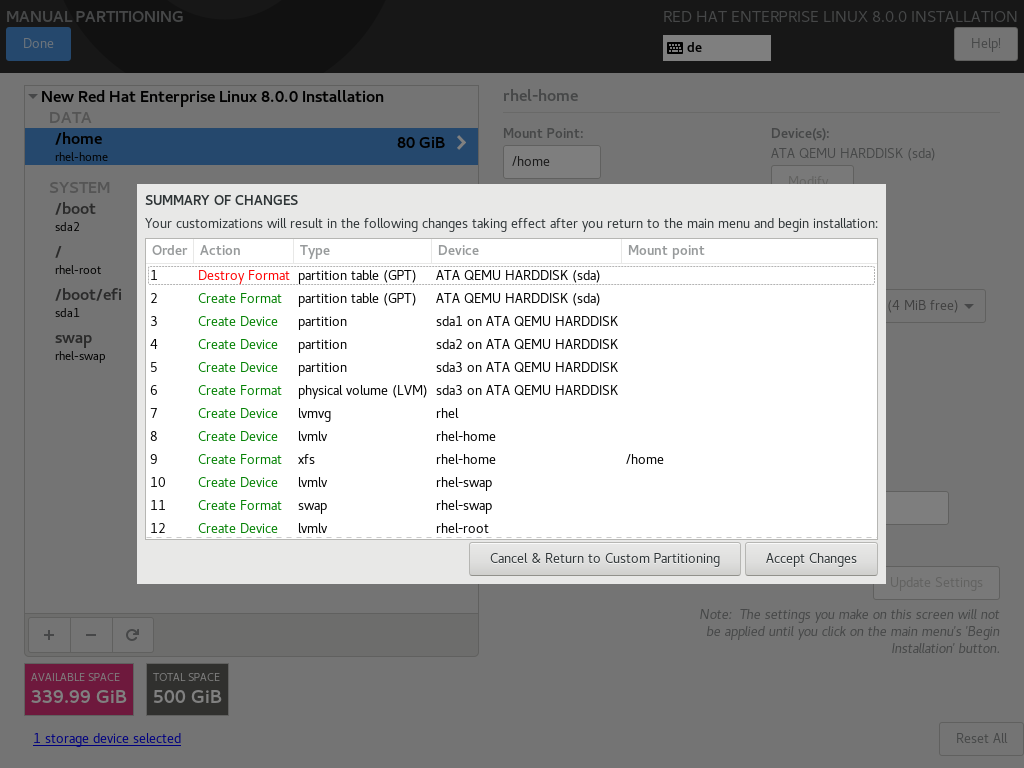 MANUAL PARTITIONING
RED HAT ENTERPRISE LINUX 8.0.0 INSTALLATION
Done
de
Help!
New Red Hat Enterprise Linux 8.0.0 Installation
DATA
/home
80 GiB
rhel-home
SYSTEM
/boot
sda2
/
rhel-root
/boot/efi
sda1
swap
rhel-swap
rhel-home
Mount Point:
Device(s):
/home
ATA QEMU HARDDISK (sda)
Modify...
SUMMARY OF CHANGES
Your customizations will result in the following changes taking effect after you return to the main menu and begin installation:
Order Action Type Device Mount point
1 Destroy Format partition table (GPT) ATA QEMU HARDDISK (sda)
2 Create Format partition table (GPT) ATA QEMU HARDDISK (sda)
3 Create Device partition sda1 on ATA QEMU HARDDISK
4 Create Device partition sda2 on ATA QEMU HARDDISK
5 Create Device partition sda3 on ATA QEMU HARDDISK
6 Create Format physical volume (LVM) sda3 on ATA QEMU HARDDISK
7 Create Device lvmvg rhel
8 Create Device lvmlv rhel-home
9 Create Format xfs rhel-home /home
10 Create Device lvmlv rhel-swap
11 Create Format swap rhel-swap
12 Create Device lvmlv rhel-root
(4 MiB free)
Cancel & Return to Custom Partitioning
Accept Changes
Update Settings
Note: The settings you make on this screen will not
be applied until you click on the main menu's 'Begin
Installation' button.
AVAILABLE SPACE
339.99 GiB
TOTAL SPACE
500 GiB
1 storage device selected
Reset All